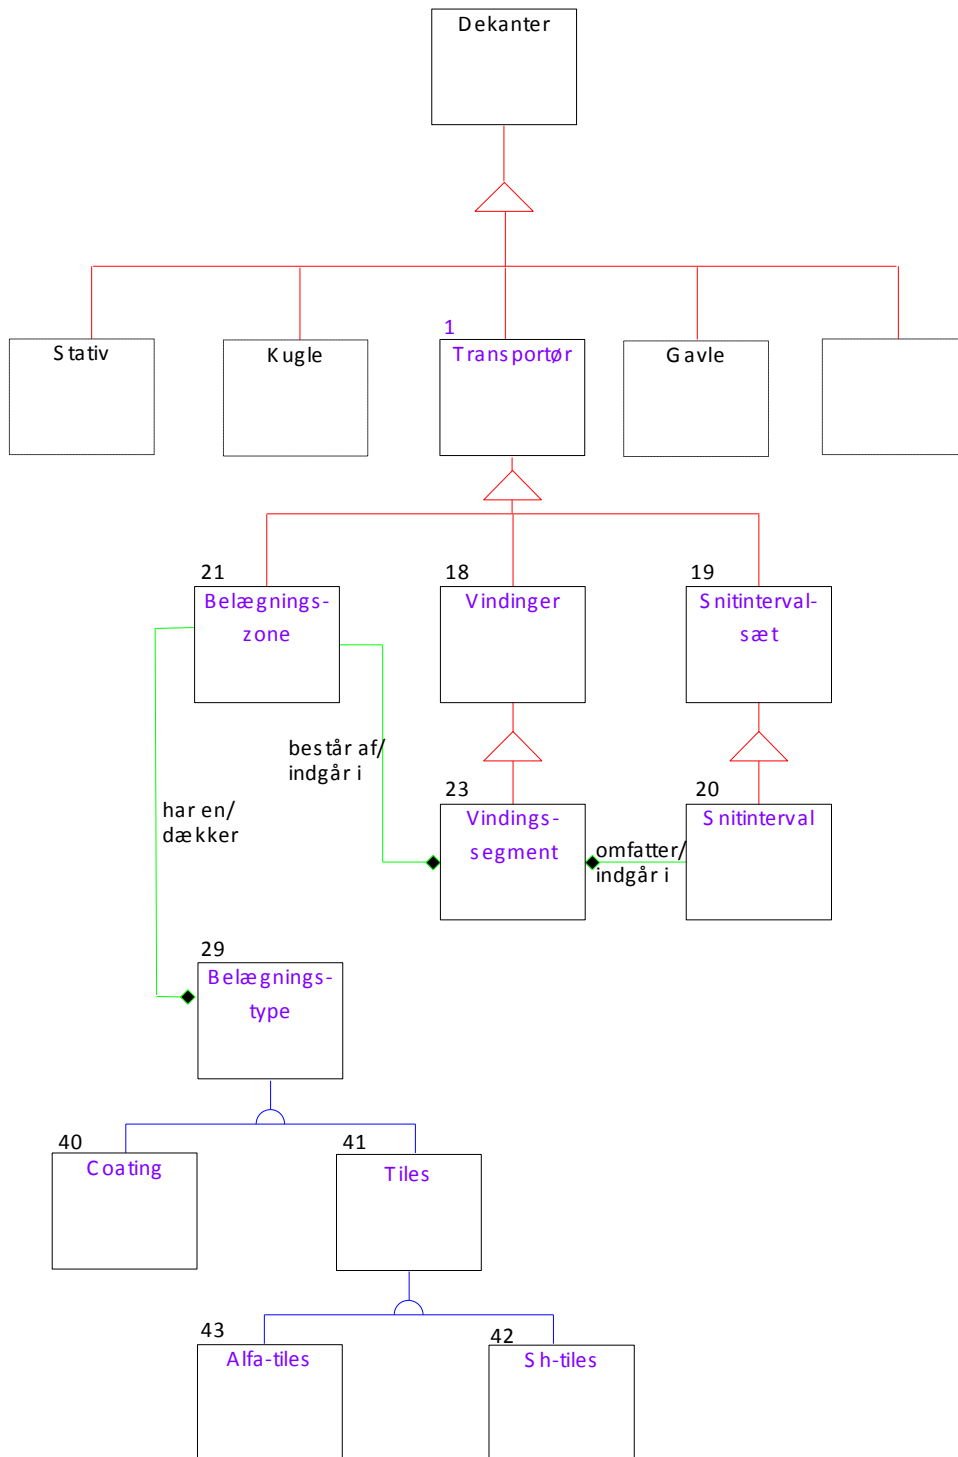 Dekanter
1
Stativ
Kugle
Transportør
Gavle
21
18
19
Belægnings-
zone
Vindinger
Snitinterval-
sæt
består af/
indgår i
har en/
dækker
23
20
Vindings-
segment
Snitinterval
omfatter/
indgår i
29
Belægnings-
type
40
41
Coating
Tiles
43
42
Alfa-tiles
Sh-tiles